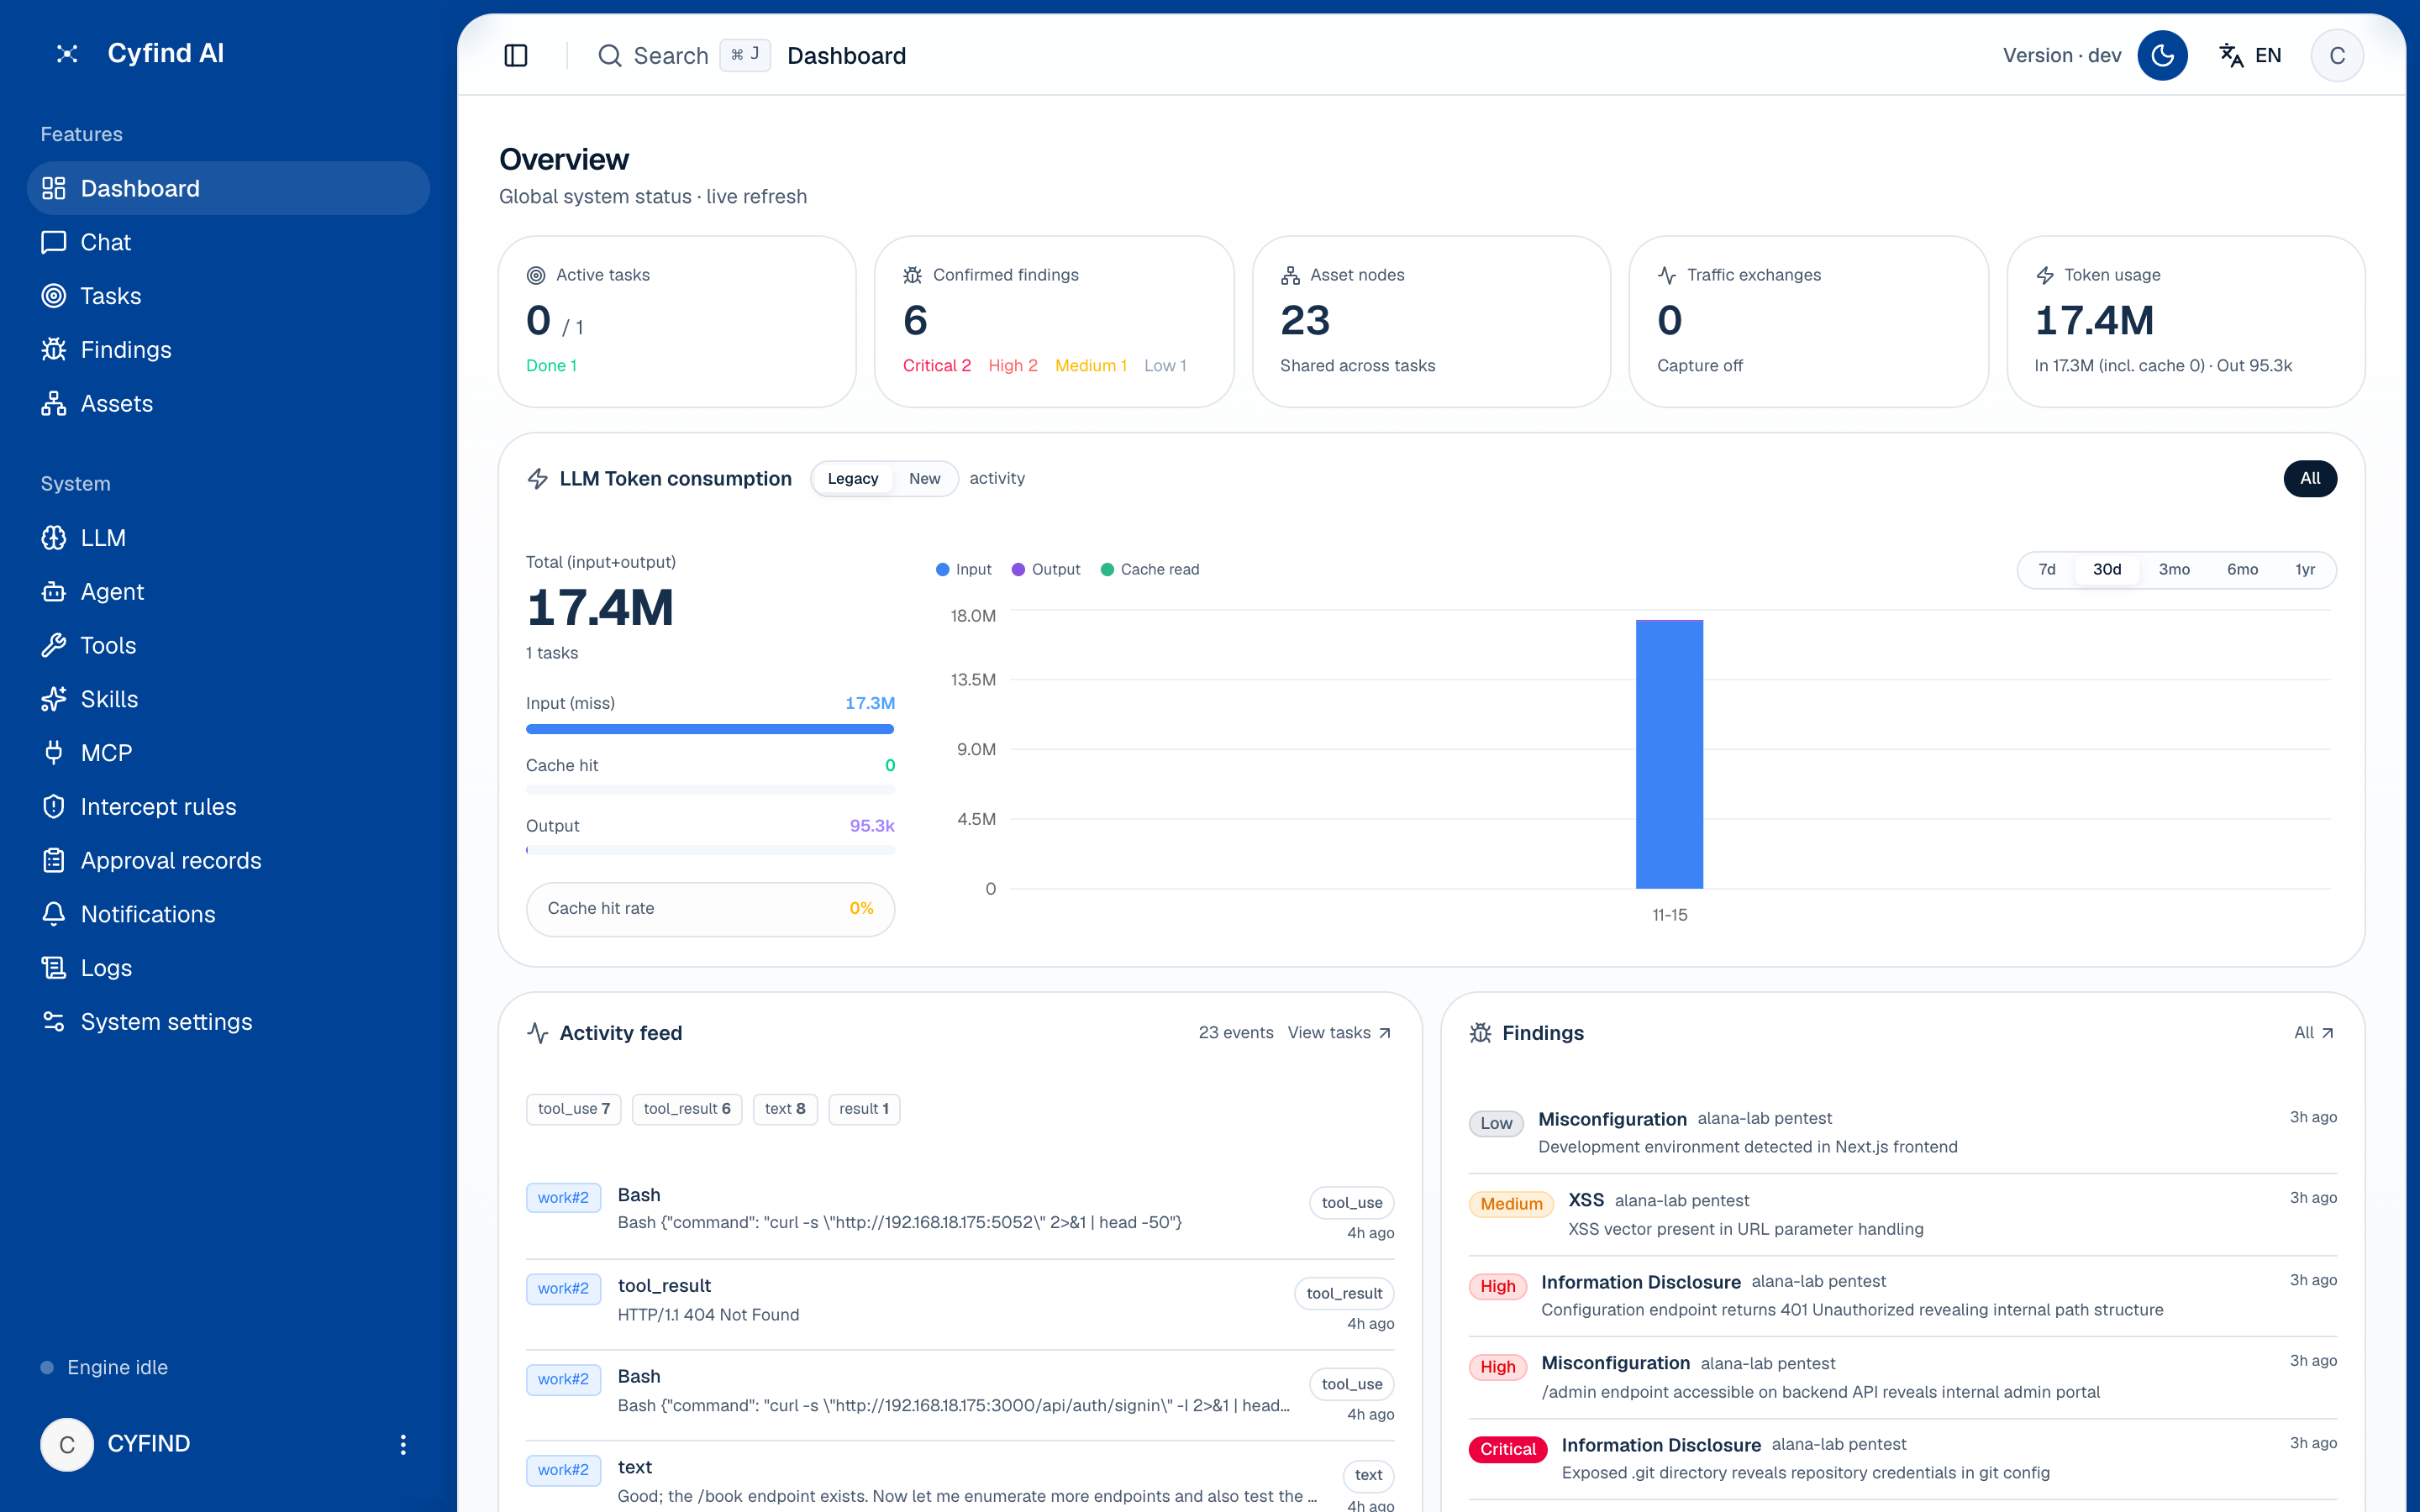 Cyfind AI
Features
Dashboard
Chat
Tasks
Findings
Assets
System
LLM
Agent
Tools
Skills
MCP
Intercept rules
Approval records
Notifications
Logs
System settings
Engine idle
C CYFIND
Search ⌘ J Dashboard
Version · dev EN C
Overview
Global system status · live refresh
Active tasks
0 / 1
Done 1
Confirmed findings
6
Critical 2 High 2 Medium 1 Low 1
Asset nodes
23
Shared across tasks
Traffic exchanges
0
Capture off
Token usage
17.4M
In 17.3M (incl. cache 0) · Out 95.3k
LLM Token consumption Legacy New activity All
Total (input+output)
17.4M
1 tasks
Input (miss) 17.3M
Cache hit 0
Output 95.3k
Cache hit rate 0%
Input Output Cache read
7d 30d 3mo 6mo 1yr
18.0M
13.5M
9.0M
4.5M
0
11-15
Activity feed 23 events View tasks
tool_use 7 tool_result 6 text 8 result 1
work#2 Bash tool_use
Bash {"command": "curl -s \"http://192.168.18.175:5052\" 2>&1 | head -50"}
4h ago
work#2 tool_result tool_result
HTTP/1.1 404 Not Found
4h ago
work#2 Bash tool_use
Bash {"command": "curl -s \"http://192.168.18.175:3000/api/auth/signin\" -I 2>&1 | head...
4h ago
work#2 text text
Good; the /book endpoint exists. Now let me enumerate more endpoints and also test the ...
4h ago
Findings All
Low Misconfiguration alana-lab pentest 3h ago
Development environment detected in Next.js frontend
Medium XSS alana-lab pentest 3h ago
XSS vector present in URL parameter handling
High Information Disclosure alana-lab pentest 3h ago
Configuration endpoint returns 401 Unauthorized revealing internal path structure
High Misconfiguration alana-lab pentest 3h ago
/admin endpoint accessible on backend API reveals internal admin portal
Critical Information Disclosure alana-lab pentest 3h ago
Exposed .git directory reveals repository credentials in git config